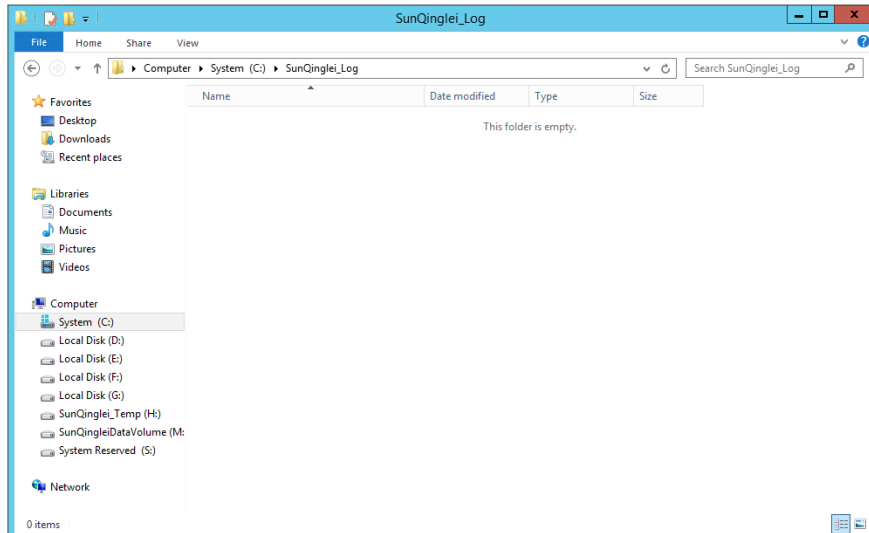 SunQinglei_Log
File Home Share View
Computer System (C:) SunQinglei_Log
Search SunQinglei_Log
Name Date modified Type Size
This folder is empty.
Favorites
Desktop
Downloads
Recent places
Libraries
Documents
Music
Pictures
Videos
Computer
System (C:)
Local Disk (D:)
Local Disk (E:)
Local Disk (F:)
Local Disk (G:)
SunQinglei_Temp (H:)
SunQingleiDataVolume (M:
System Reserved (S:)
Network
0 items